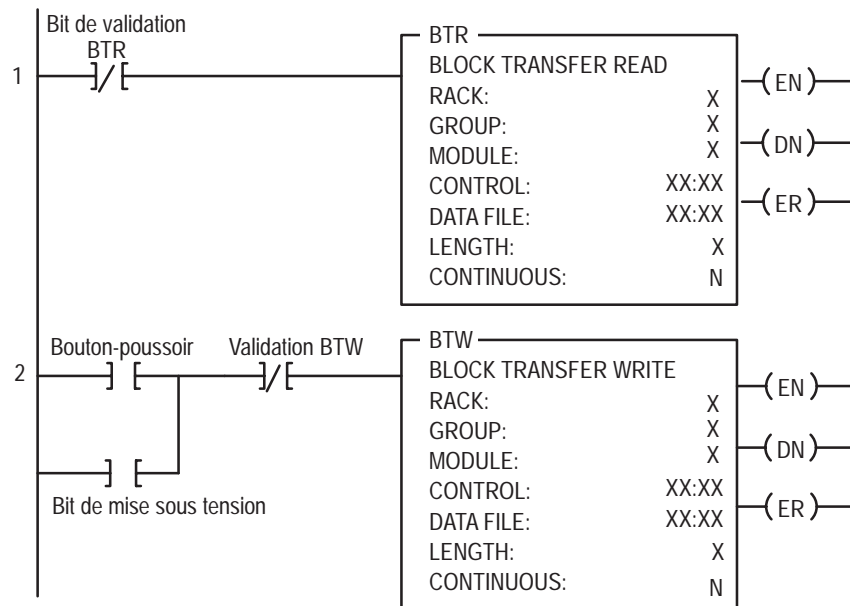 Bit de validation
BTR
1
BTR
BLOCK TRANSFER READ
RACK: X
GROUP: X
MODULE: X
CONTROL: XX:XX
DATA FILE: XX:XX
LENGTH: X
CONTINUOUS: N
EN
DN
ER
2
Bouton-poussoir
Validation BTW
Bit de mise sous tension
BTW
BLOCK TRANSFER WRITE
RACK: X
GROUP: X
MODULE: X
CONTROL: XX:XX
DATA FILE: XX:XX
LENGTH: X
CONTINUOUS: N
EN
DN
ER